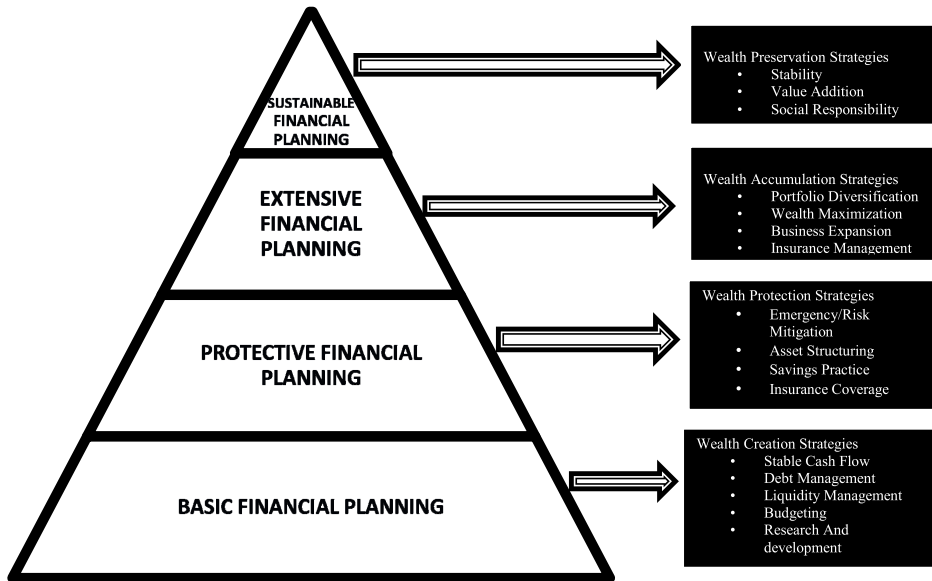 SUSTAINABLE
FINANCIAL
PLANNING
Wealth Preservation Strategies
• Stability
• Value Addition
• Social Responsibility
EXTENSIVE
FINANCIAL
PLANNING
Wealth Accumulation Strategies
• Portfolio Diversification
• Wealth Maximization
• Business Expansion
• Insurance Management
PROTECTIVE FINANCIAL
PLANNING
Wealth Protection Strategies
• Emergency/Risk
Mitigation
• Asset Structuring
• Savings Practice
• Insurance Coverage
BASIC FINANCIAL PLANNING
Wealth Creation Strategies
• Stable Cash Flow
• Debt Management
• Liquidity Management
• Budgeting
• Research And
development